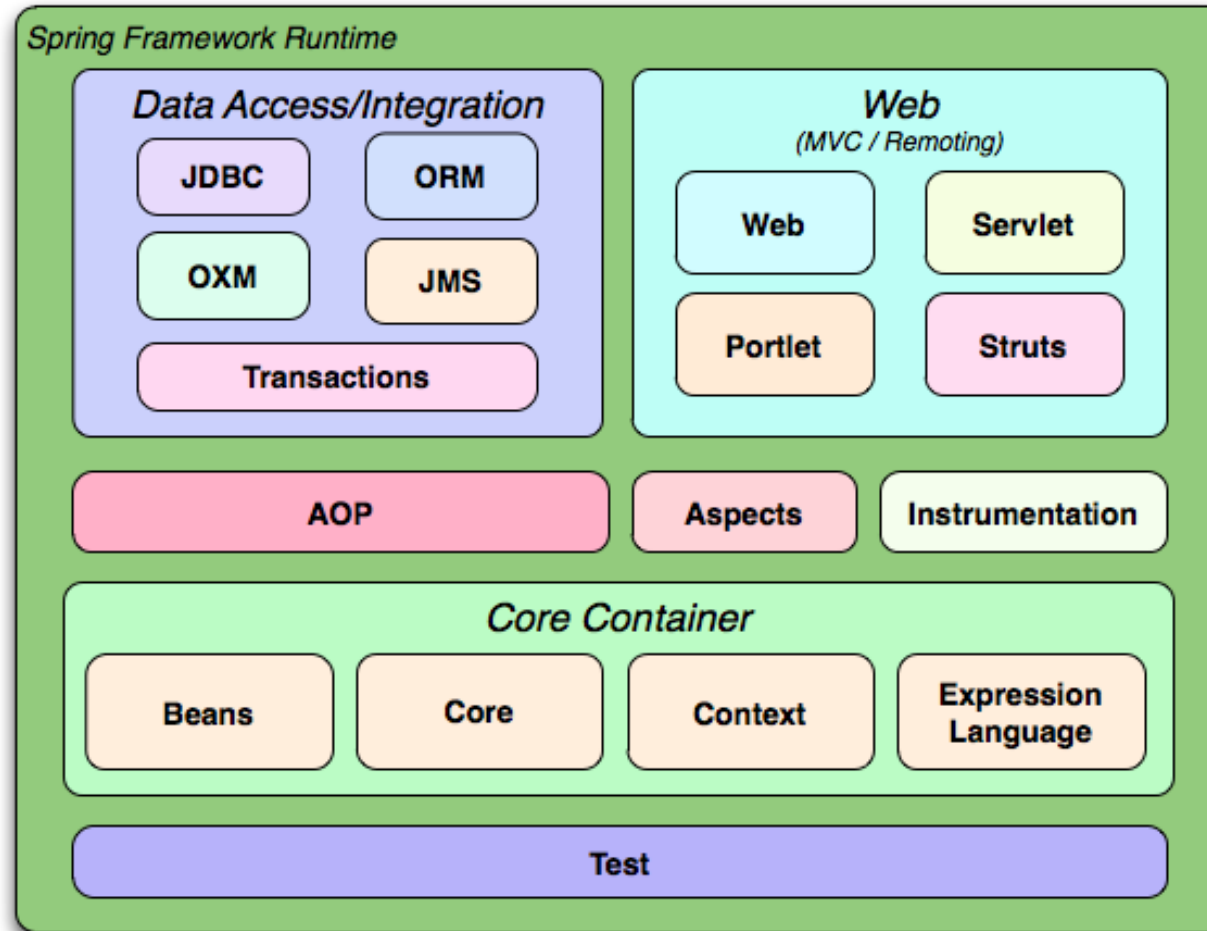 Spring Framework Runtime
Data Access/Integration
JDBC
ORM
OXM
JMS
Transactions
Web
(MVC / Remoting)
Web
Servlet
Portlet
Struts
AOP
Aspects
Instrumentation
Core Container
Beans
Core
Context
Expression
Language
Test